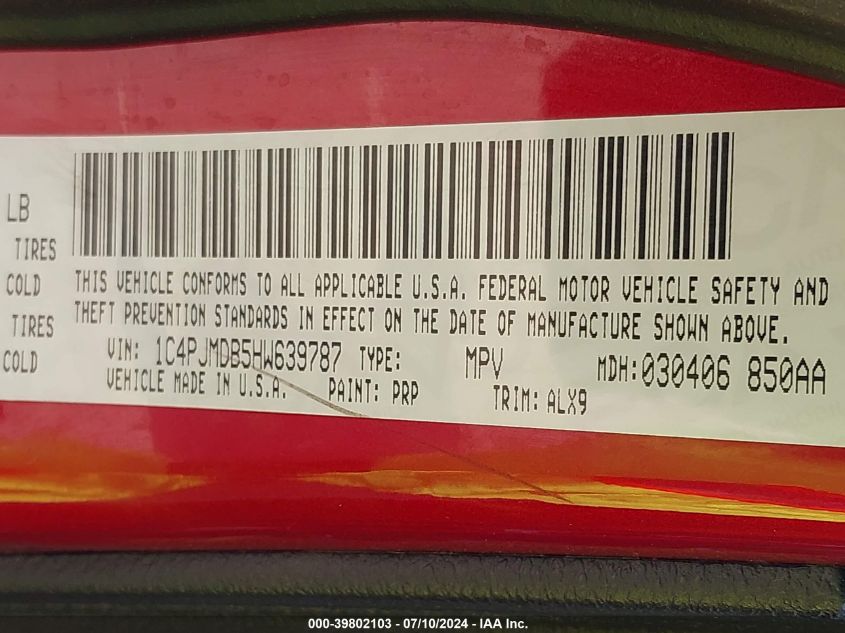 LB
TIRES
COLD
TIRES
COLD
THIS VEHICLE CONFORMS TO ALL APPLICABLE U.S.A. FEDERAL MOTOR VEHICLE SAFETY AND
THEFT PREVENTION STANDARDS IN EFFECT ON THE DATE OF MANUFACTURE SHOWN ABOVE.
VIN: 1C4PJMDB5HW639787 TYPE: MPV MDH:030406 850AA
VEHICLE MADE IN U.S.A. PAINT: PRP TRIM: ALX9
000-39802103 - 07/10/2024 - IAA Inc.